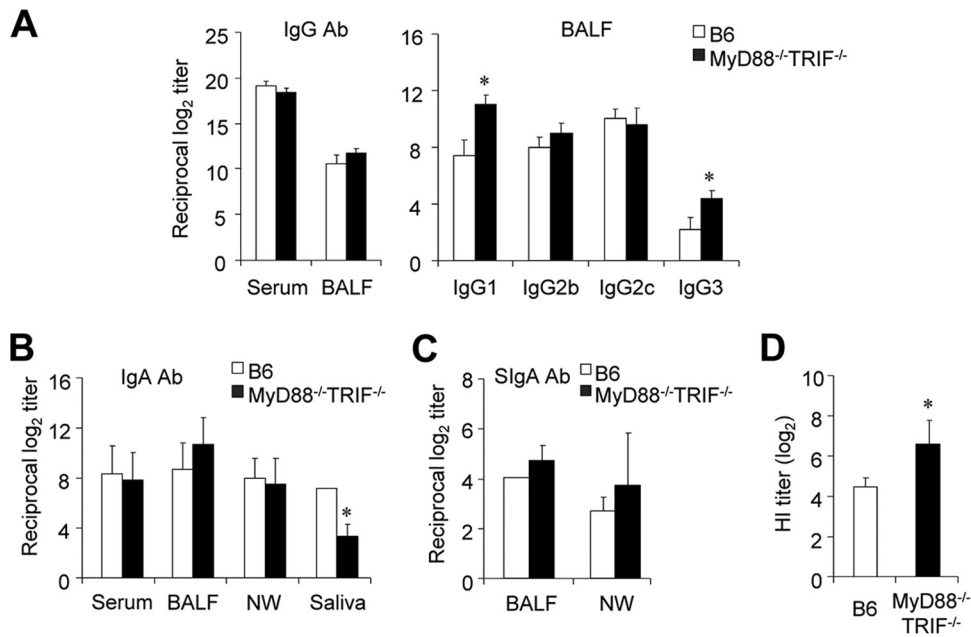 A
IgG Ab
Reciprocal log2 titer
25
20
15
10
5
0
Serum BALF
BALF
B6
MyD88-/-TRIF-/-
16
12
8
4
0
*
*
IgG1 IgG2b IgG2c IgG3
B
IgA Ab
B6
MyD88-/-TRIF-/-
Reciprocal log2 titer
16
12
8
4
0
*
Serum BALF NW Saliva
C
SIgA Ab
B6
MyD88-/-TRIF-/-
Reciprocal log2 titer
8
6
4
2
0
BALF NW
D
HI titer (log2)
10
8
6
4
2
0
*
B6 MyD88-/-
TRIF-/-